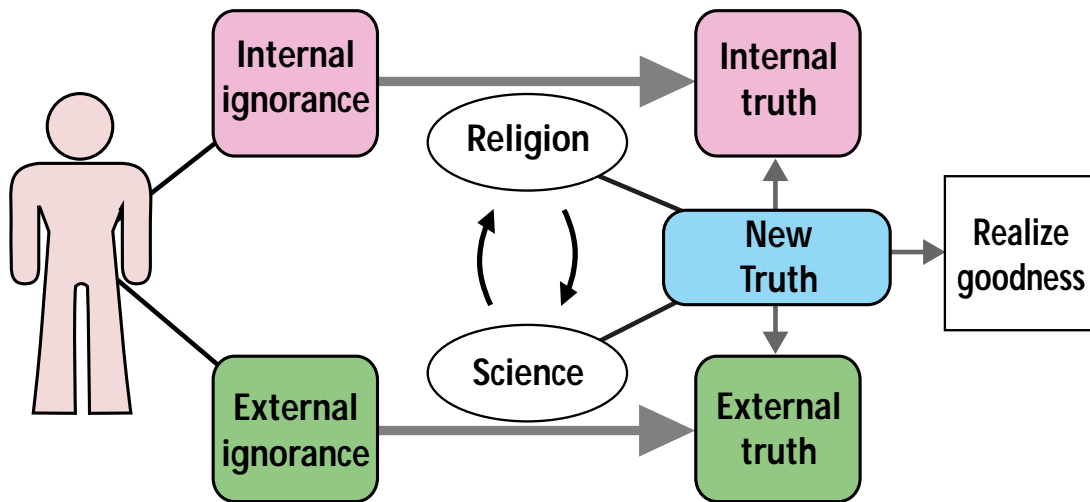 Internal
ignorance
Internal
truth
Religion
New
Truth
Realize
goodness
Science
External
ignorance
External
truth